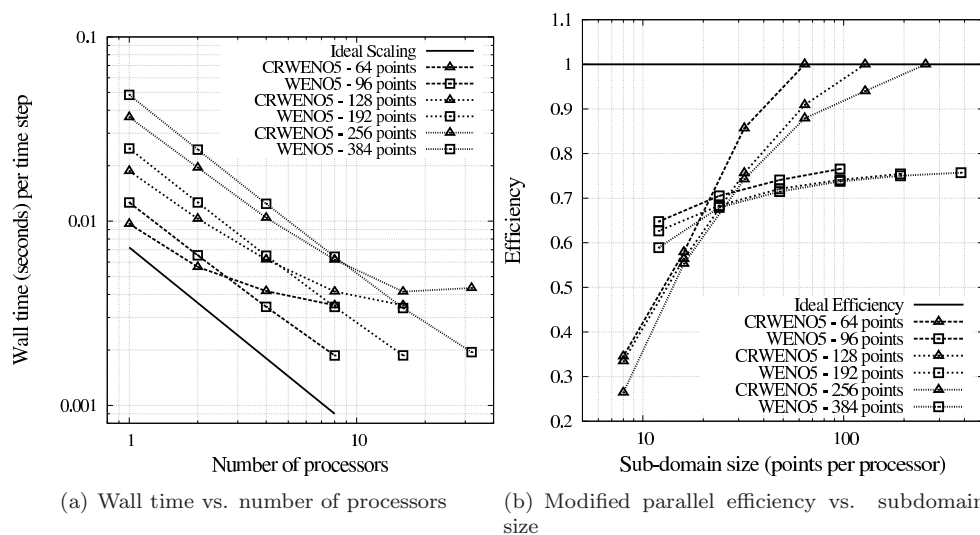 0.1
0.01
0.001
Wall time (seconds) per time step
Ideal Scaling
CRWENO5 - 64 points
WENO5 - 96 points
CRWENO5 - 128 points
WENO5 - 192 points
CRWENO5 - 256 points
WENO5 - 384 points
1
10
Number of processors
(a) Wall time vs. number of processors
1.1
1
0.9
0.8
0.7
0.6
0.5
0.4
0.3
0.2
Efficiency
Ideal Efficiency
CRWENO5 - 64 points
WENO5 - 96 points
CRWENO5 - 128 points
WENO5 - 192 points
CRWENO5 - 256 points
WENO5 - 384 points
10
100
Sub-domain size (points per processor)
(b) Modified parallel efficiency vs. subdomain
size